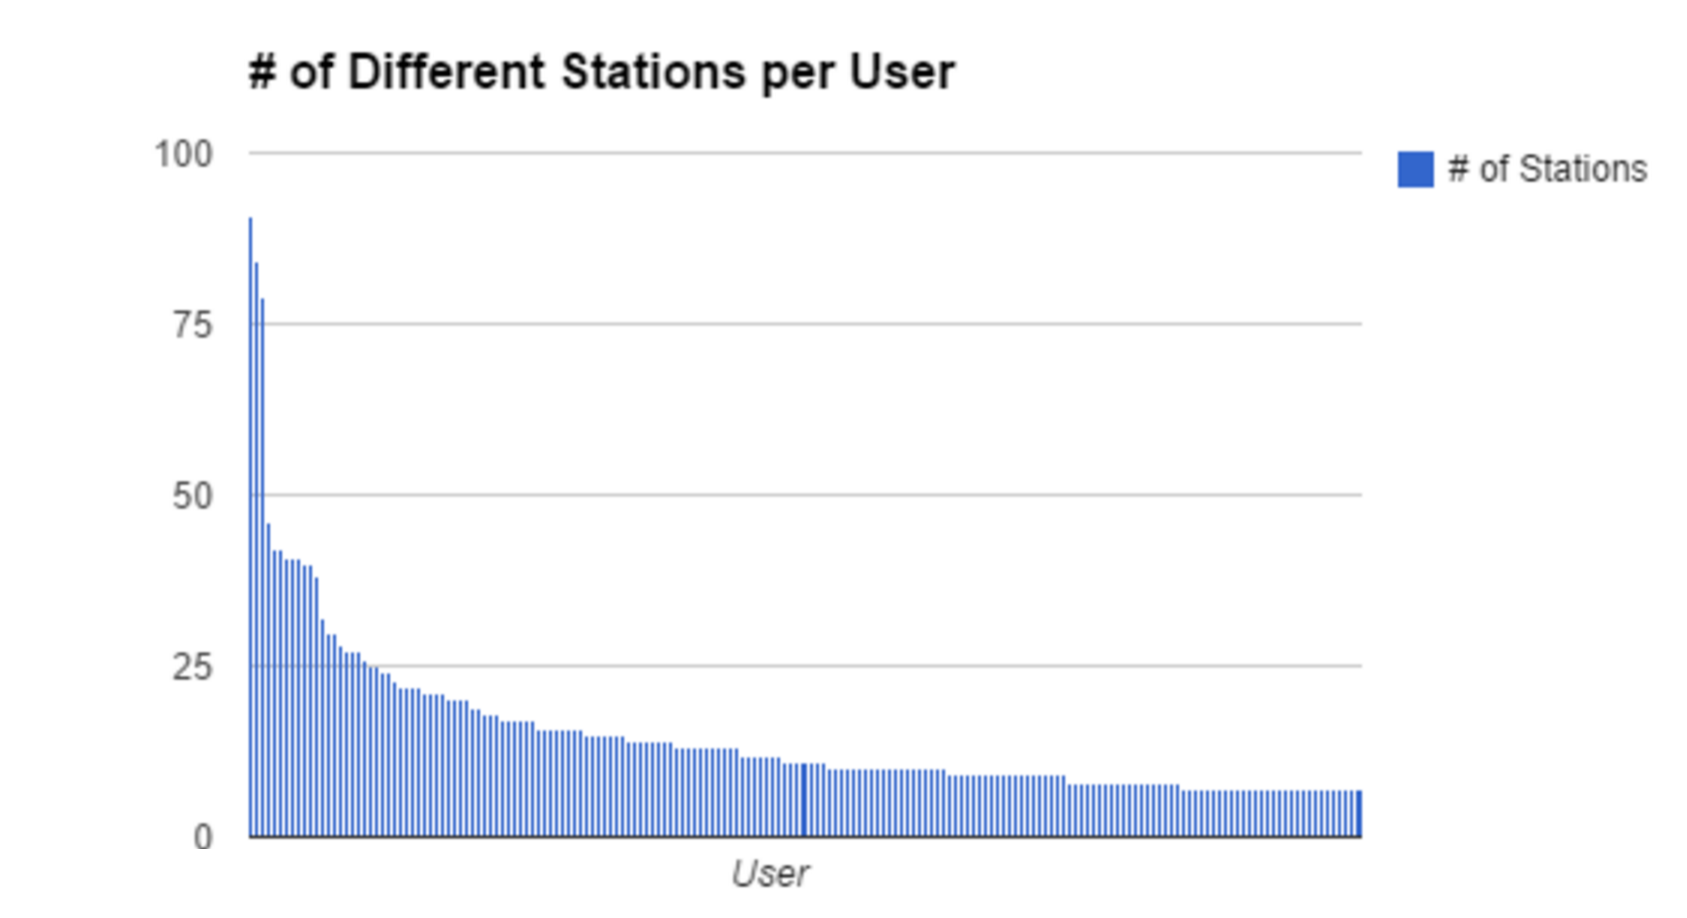 # of Different Stations per User
100
# of Stations
75
50
25
0
User